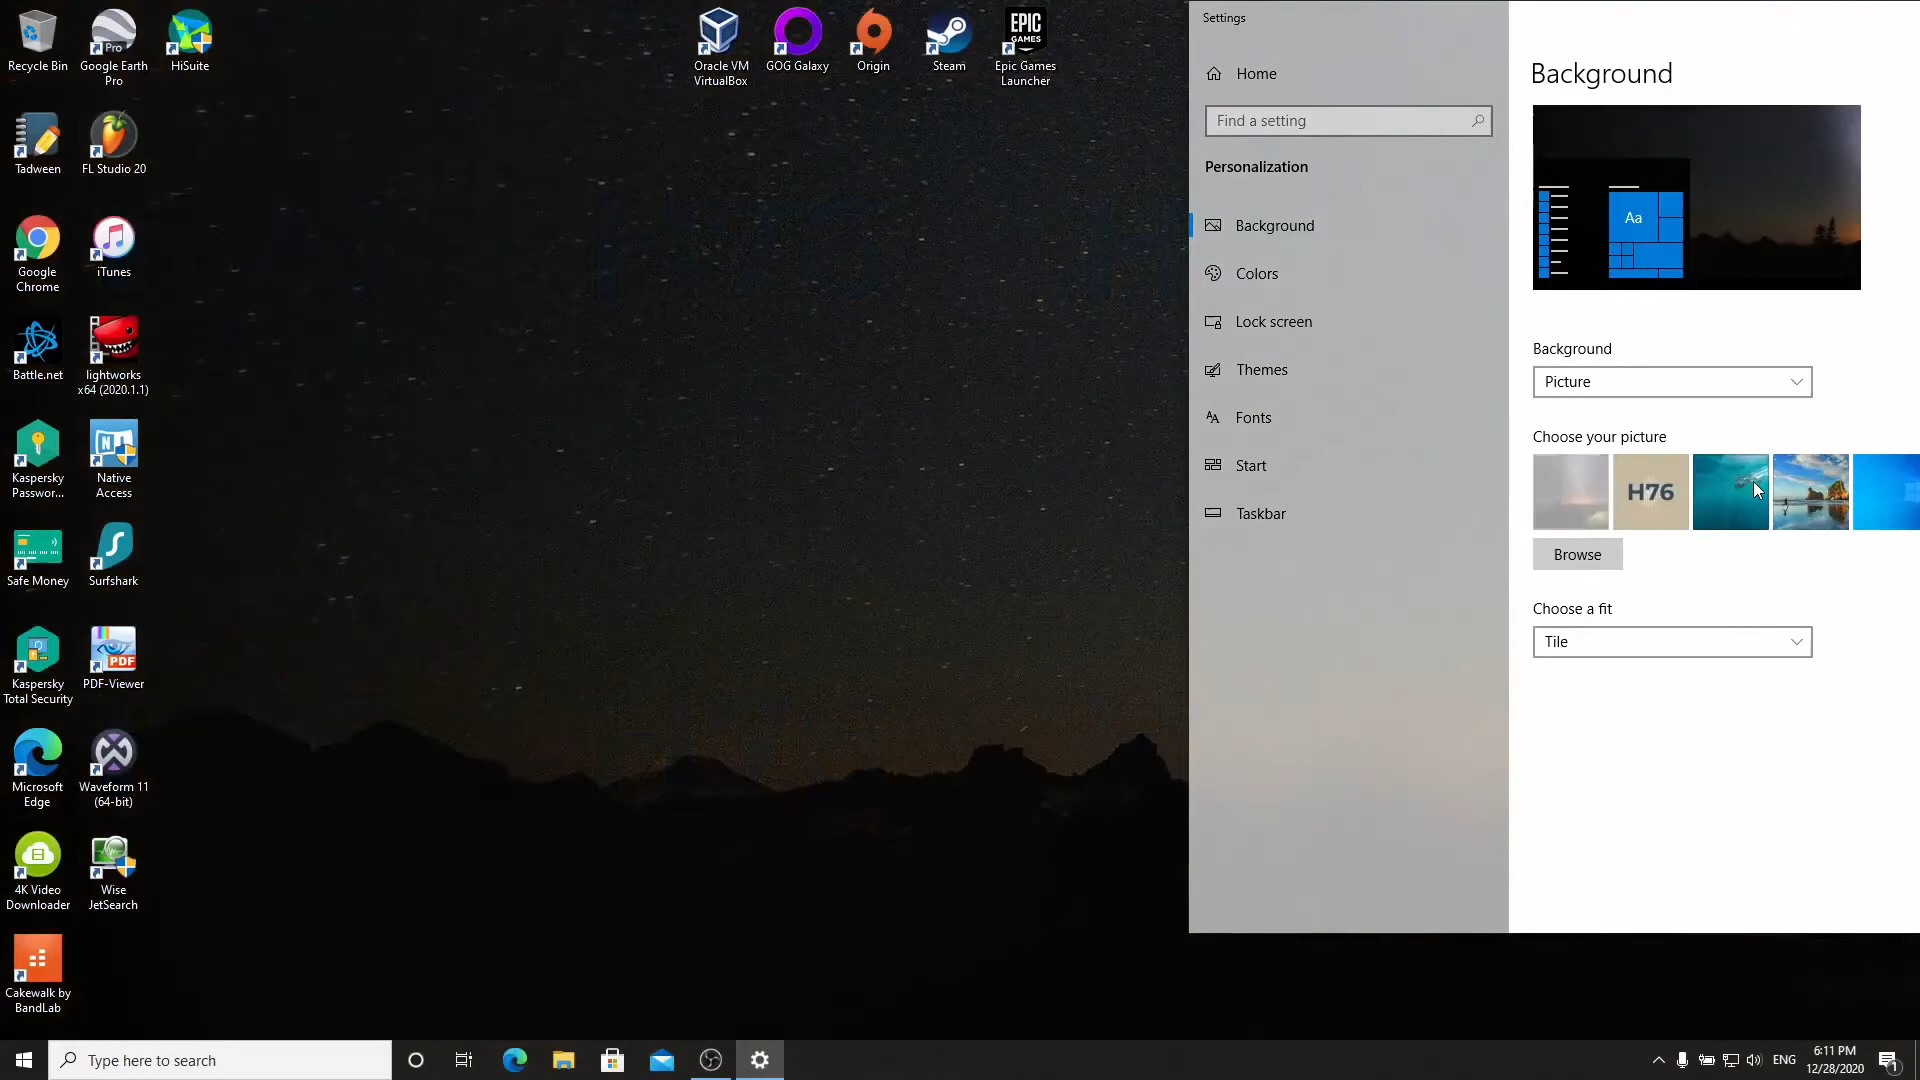 Recycle Bin
Google Earth
Pro
HiSuite
Oracle VM
VirtualBox
GOG Galaxy
Origin
Steam
EPIC
GAMES
Epic Games
Launcher
Tadween
FL Studio 20
Google
Chrome
iTunes
Battle.net
lightworks
x64 (2020.1.1)
Kaspersky
Passwor...
Native
Access
Safe Money
Surfshark
Kaspersky
Total Security
PDF
PDF-Viewer
Microsoft
Edge
Waveform 11
(64-bit)
4K Video
Downloader
Wise
JetSearch
Cakewalk by
BandLab
Settings
Home
Find a setting
Personalization
Background
Colors
Lock screen
Themes
Fonts
Start
Taskbar
Background
Aa
Background
Picture
Choose your picture
H76
Browse
Choose a fit
Tile
Type here to search
ENG
6:11 PM
12/28/2020
1